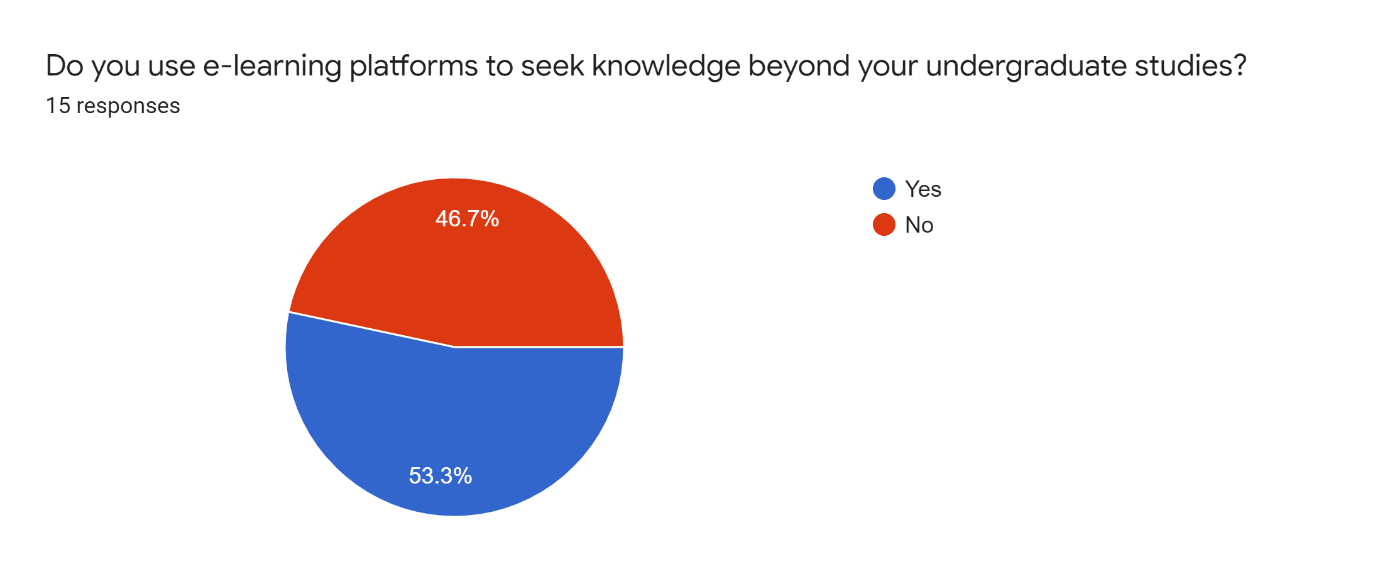 Do you use e-learning platforms to seek knowledge beyond your undergraduate studies?
15 responses
46.7%
53.3%
Yes
No